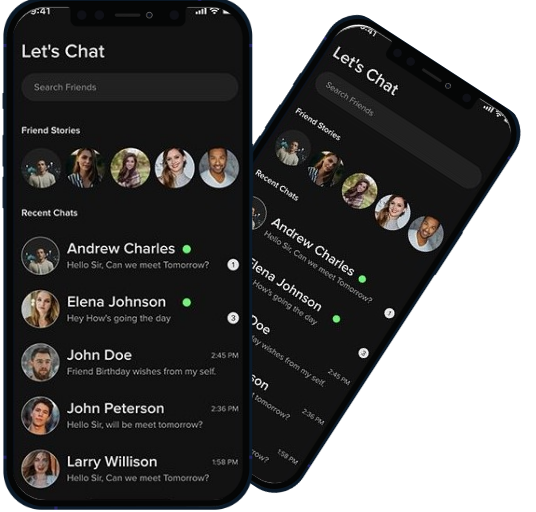 9:41
Let's Chat
Search Friends
Friend Stories
Recent Chats
Andrew Charles
Hello Sir, Can we meet Tomorrow?
1
Elena Johnson
Hey How's going the day
3
John Doe
2:45 PM
Friend Birthday wishes from my self.
John Peterson
2:36 PM
Hello Sir, will be meet tomorrow?
Larry Willison
1:58 PM
Hello Sir, Can we meet Tomorrow?
9:41
Let's Chat
Search Friends
Friend Stories
Recent Chats
Andrew Charles
Hello Sir, Can we meet Tomorrow?
1
Elena Johnson
How's going the day
3
Doe
2:45 PM
day wishes from my self.
son
2:36 PM
tomorrow?
1:58 PM
row?